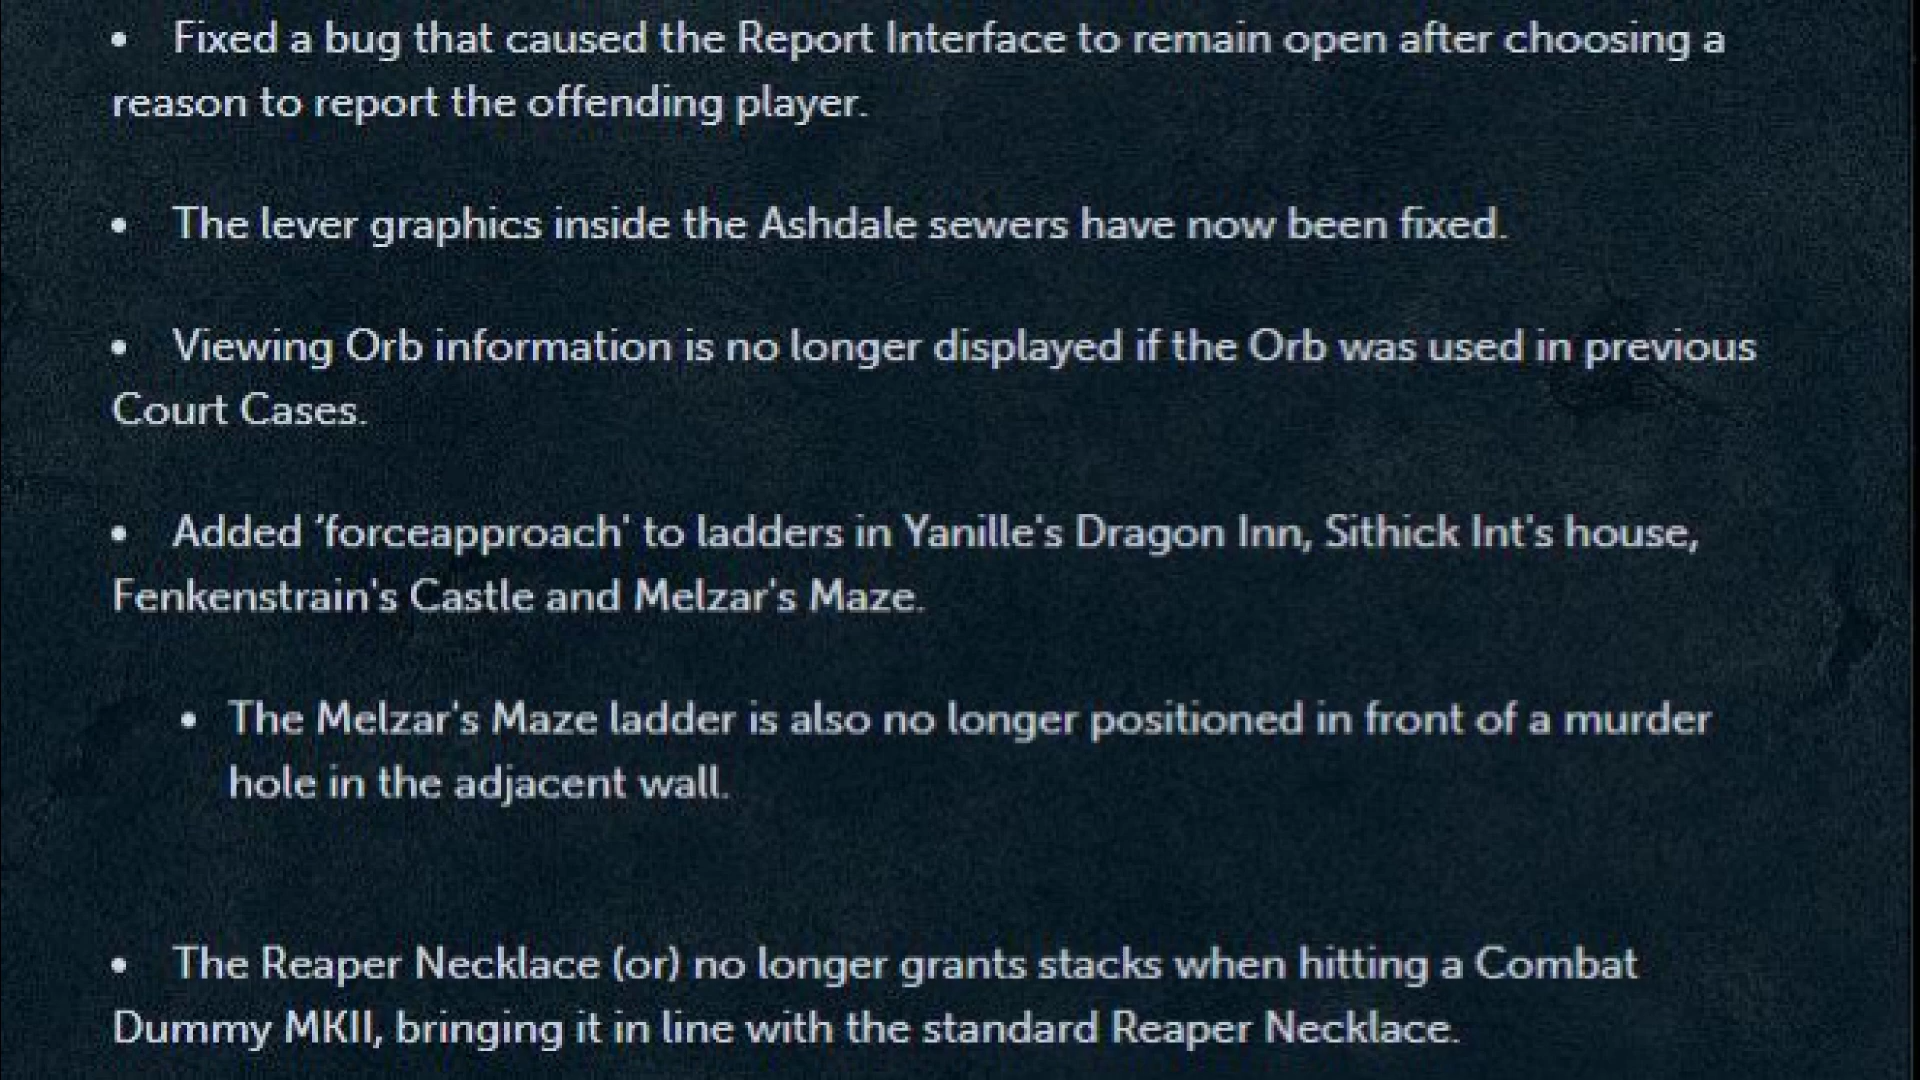 • Fixed a bug that caused the Report Interface to remain open after choosing a
reason to report the offending player.
• The lever graphics inside the Ashdale sewers have now been fixed.
• Viewing Orb information is no longer displayed if the Orb was used in previous
Court Cases.
• Added 'forceapproach' to ladders in Yanille's Dragon Inn, Sithick Int's house,
Fenkenstrain's Castle and Melzar's Maze.
• The Melzar's Maze ladder is also no longer positioned in front of a murder
hole in the adjacent wall.
• The Reaper Necklace (or) no longer grants stacks when hitting a Combat
Dummy MKII, bringing it in line with the standard Reaper Necklace.